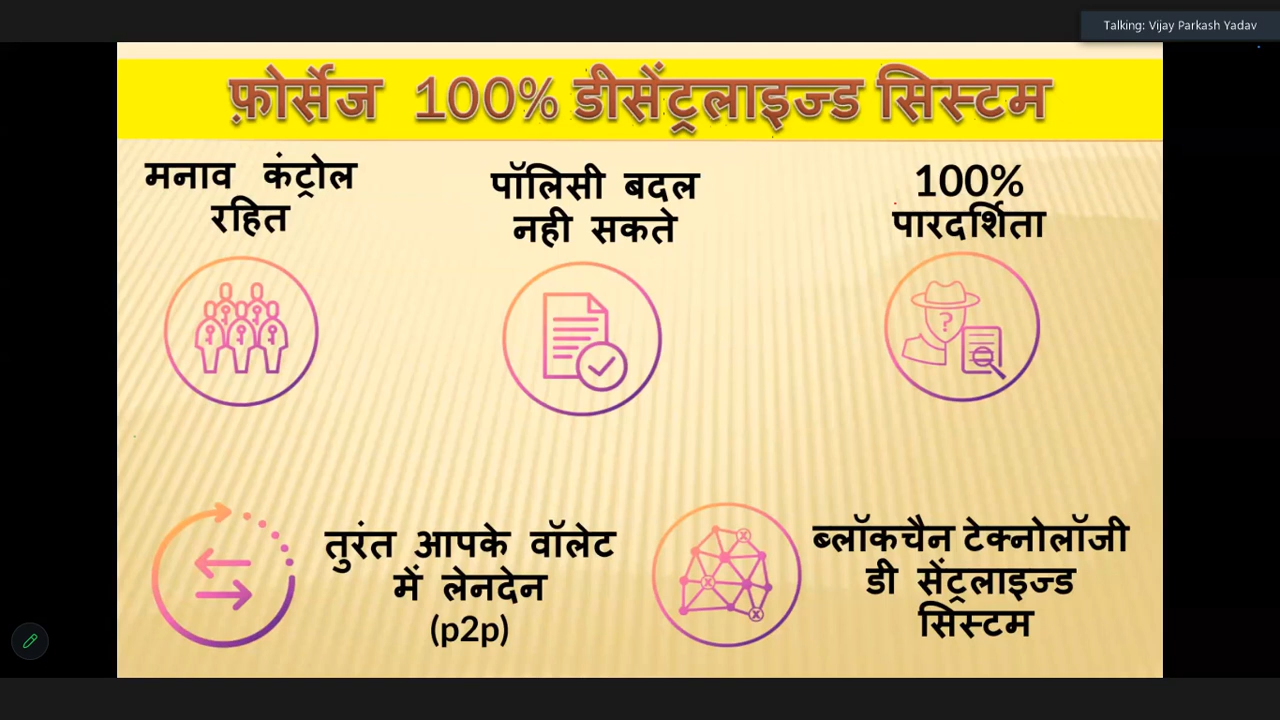 Talking: Vijay Parkash Yadav
फ़ोर्सैज 100% डीसेंट्रलाइज्ड सिस्टम
मनाव कंट्रोल
रहित
पॉलिसी बदल
नही सकते
100%
पारदर्शिता
तुरंत आपके वॉलेट
में लेनदेन
(p2p)
ब्लॉकचैन टेक्नोलॉजी
डी सेंट्रलाइज्ड
सिस्टम